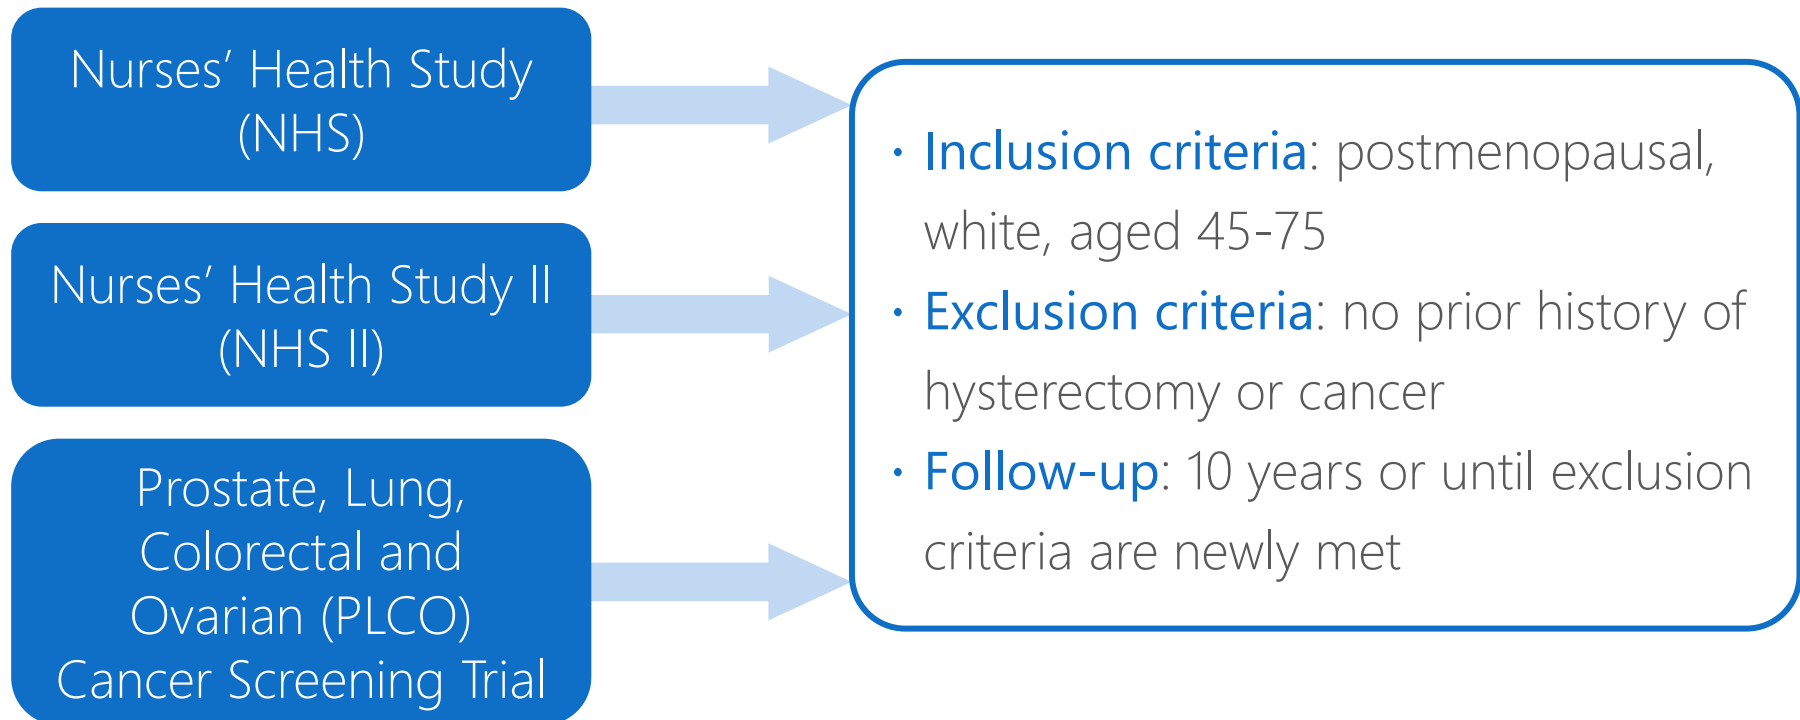 Nurses’ Health Study
(NHS)
Nurses’ Health Study II
(NHS II)
Prostate, Lung,
Colorectal and
Ovarian (PLCO)
Cancer Screening Trial
• Inclusion criteria: postmenopausal,
white, aged 45-75
• Exclusion criteria: no prior history of
hysterectomy or cancer
• Follow-up: 10 years or until exclusion
criteria are newly met